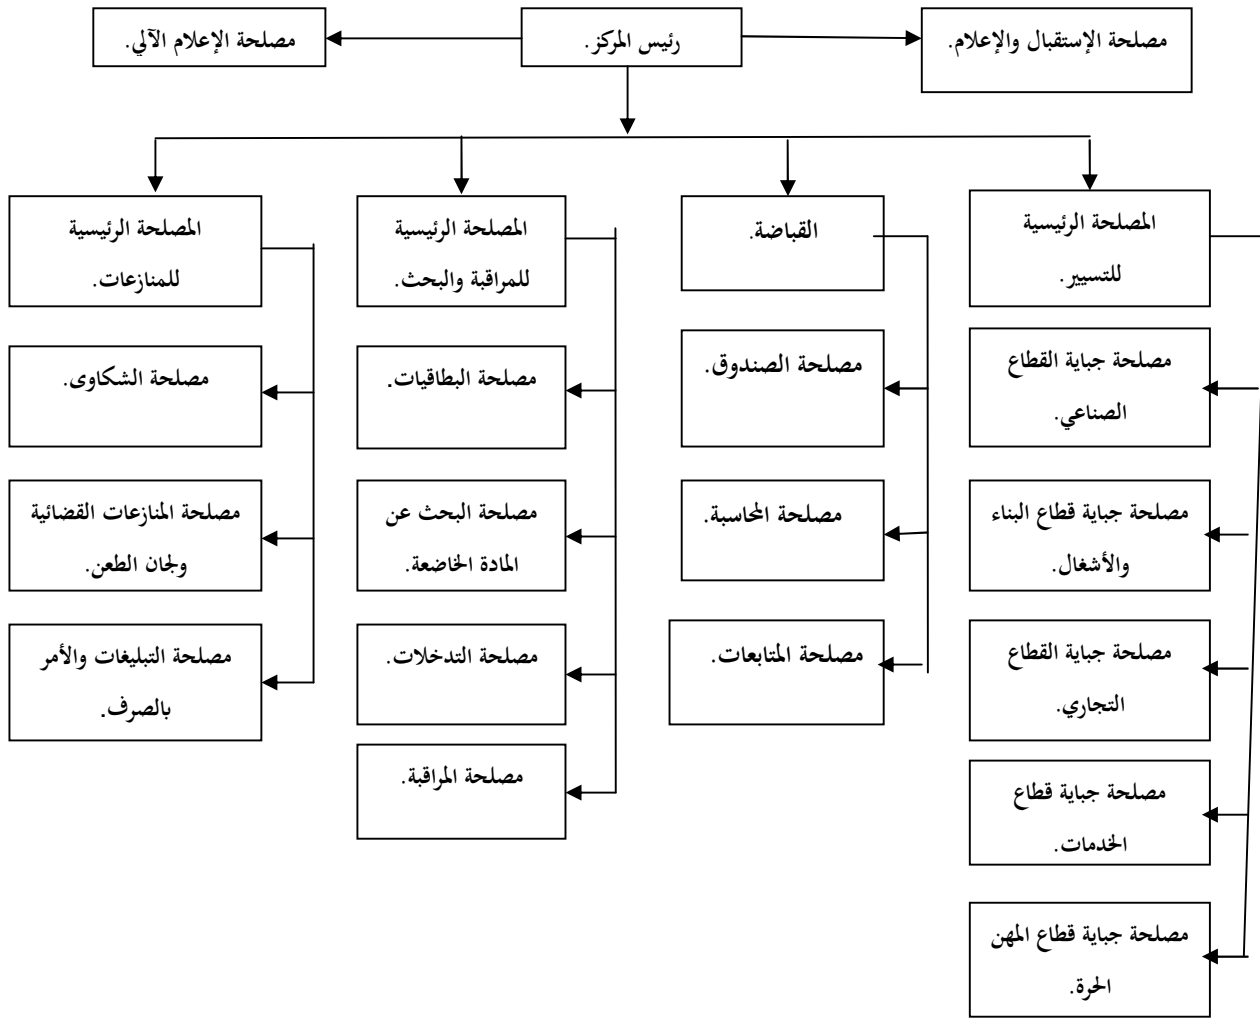 مصلحة الإستقبال والإعلام.
رئيس المركز.
مصلحة الإعلام الآلي.
المصلحة الرئيسية
للتسيير.
القباضة.
المصلحة الرئيسية
للمراقبة والبحث.
المصلحة الرئيسية
للمنازعات.
مصلحة جباية القطاع
الصناعي.
مصلحة الصندوق.
مصلحة البطاقيات.
مصلحة الشكاوى.
مصلحة جباية قطاع البناء
والأشغال.
مصلحة المحاسبة.
مصلحة البحث عن
المادة الخاضعة.
مصلحة المنازعات القضائية
ولجان الطعن.
مصلحة جباية القطاع
التجاري.
مصلحة المتابعات.
مصلحة التدخلات.
مصلحة التبليغات والأمر
بالصرف.
مصلحة جباية قطاع
الخدمات.
مصلحة المراقبة.
مصلحة جباية قطاع المهن
الحرة.